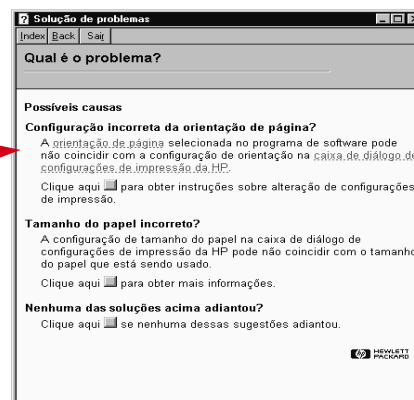 Solução de problemas
Index Back Sair
Qual é o problema?
Possíveis causas
Configuração incorreta da orientação de página?
A orientação de página selecionada no programa de software pode
não coincidir com a configuração de orientação na caixa de diálogo de
configurações de impressão da HP.
Clique aqui para obter instruções sobre alteração de configurações
de impressão.
Tamanho do papel incorreto?
A configuração de tamanho do papel na caixa de diálogo de
configurações de impressão da HP pode não coincidir com o tamanho
do papel que está sendo usado.
Clique aqui para obter mais informações.
Nenhuma das soluções acima adiantou?
Clique aqui se nenhuma dessas sugestões adiantou.
hp HEWLETT
PACKARD